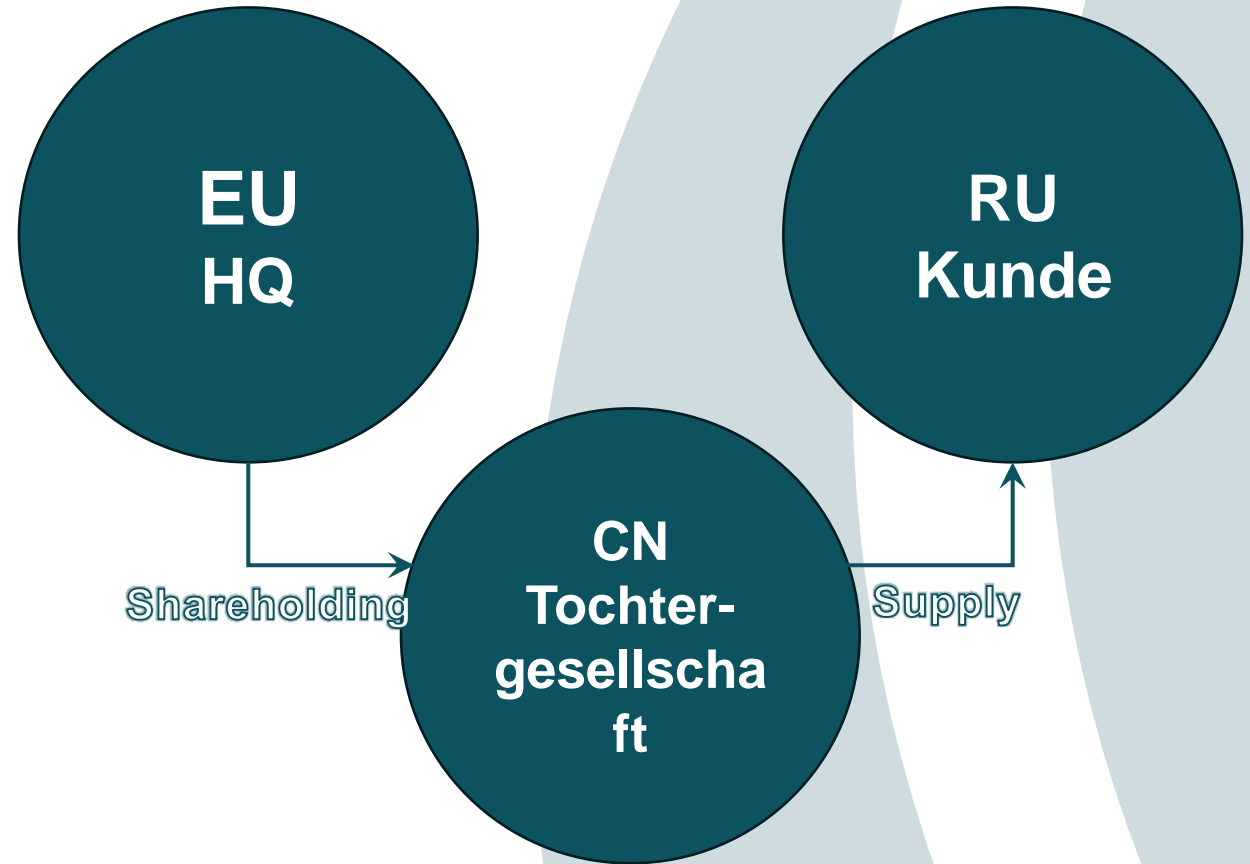 EU
HQ
RU
Kunde
CN
Tochter-
gesellscha
ft
Shareholding
Supply